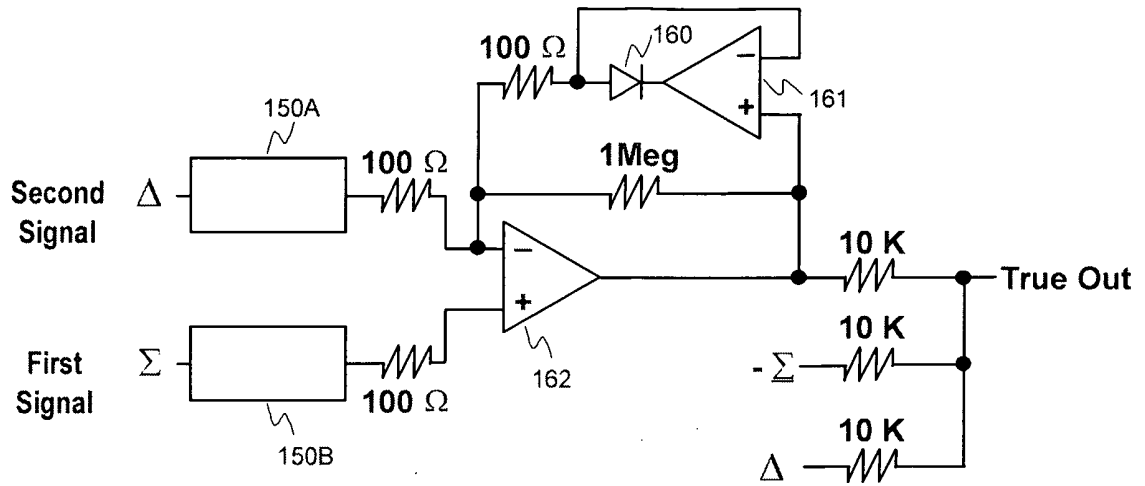 100 Ω
160
−
+
161
150A
1Meg
Second
Signal
Δ
100 Ω
−
+
162
10 K
True Out
First
Signal
Σ
100 Ω
150B
10 K
- Σ
10 K
Δ